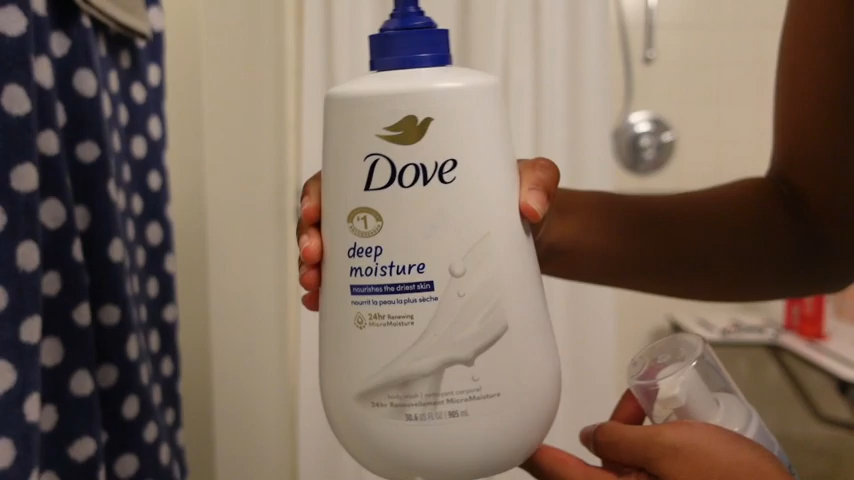 Dove
#1
deep
moisture
nourishes the driest skin
nourrit la peau la plus sèche
24hr Renewing
MicroMoisture
body wash | nettoyant corporel
24hr Renouvellement MicroMoisture
30.6 US FL OZ | 905 mL